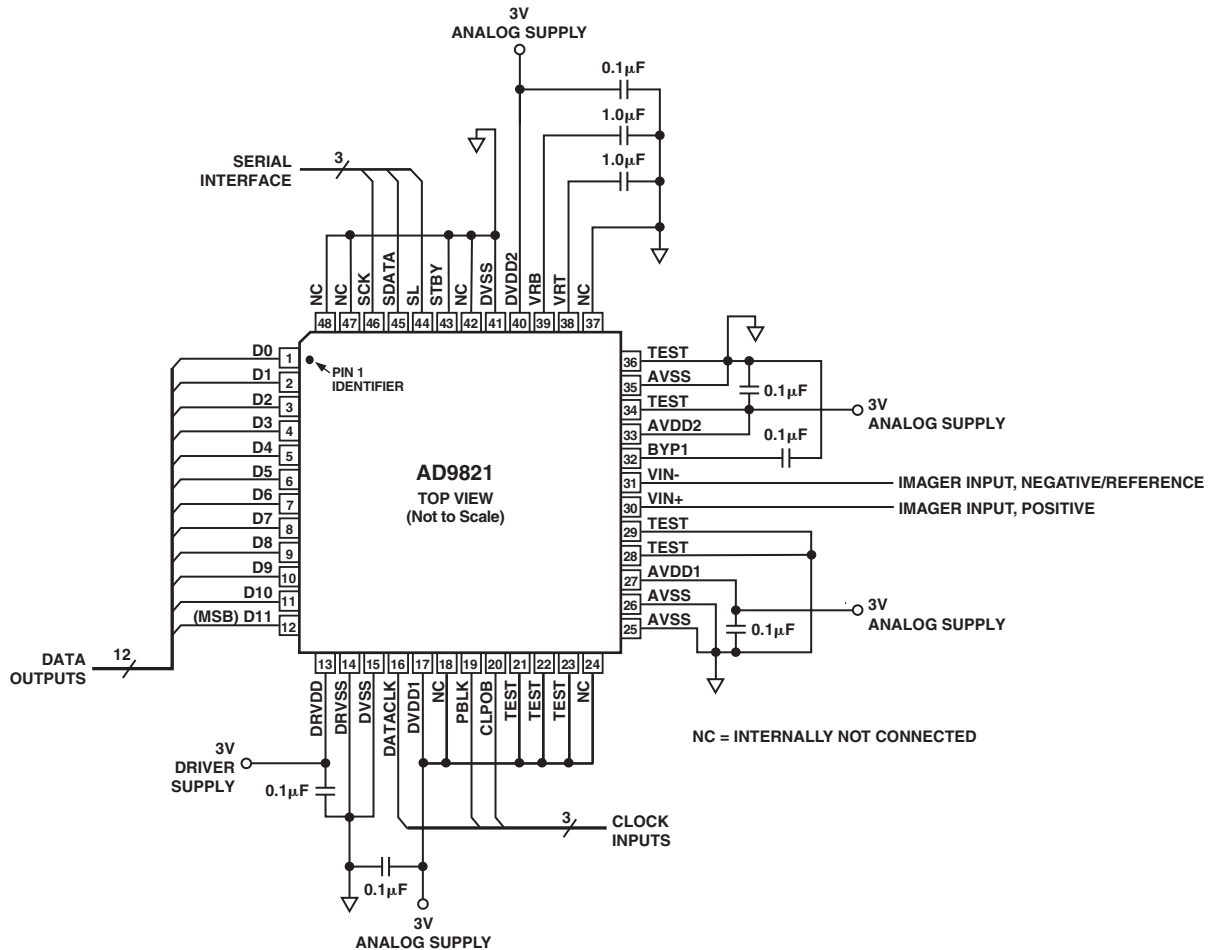 3V
ANALOG SUPPLY
0.1μF
1.0μF
1.0μF
SERIAL
INTERFACE
3
NC
NC
SCK
SDATA
SL
STBY
NC
DVSS
DVDD2
VRB
VRT
NC
48 47 46 45 44 43 42 41 40 39 38 37
D0 1
D1 2
D2 3
D3 4
D4 5
D5 6
D6 7
D7 8
D8 9
D9 10
D10 11
(MSB) D11 12
DATA
OUTPUTS
12
PIN 1
IDENTIFIER
AD9821
TOP VIEW
(Not to Scale)
36 TEST
35 AVSS
34 TEST
33 AVDD2
32 BYP1
31 VIN-
30 VIN+
29 TEST
28 TEST
27 AVDD1
26 AVSS
25 AVSS
0.1μF
3V
ANALOG SUPPLY
0.1μF
IMAGER INPUT, NEGATIVE/REFERENCE
IMAGER INPUT, POSITIVE
3V
ANALOG SUPPLY
0.1μF
13 14 15 16 17 18 19 20 21 22 23 24
DRVDD
DRVSS
DVSS
DATACLK
DVDD1
NC
PBLK
CLPOB
TEST
TEST
TEST
NC
NC = INTERNALLY NOT CONNECTED
3V
DRIVER
SUPPLY
0.1μF
3
CLOCK
INPUTS
0.1μF
3V
ANALOG SUPPLY